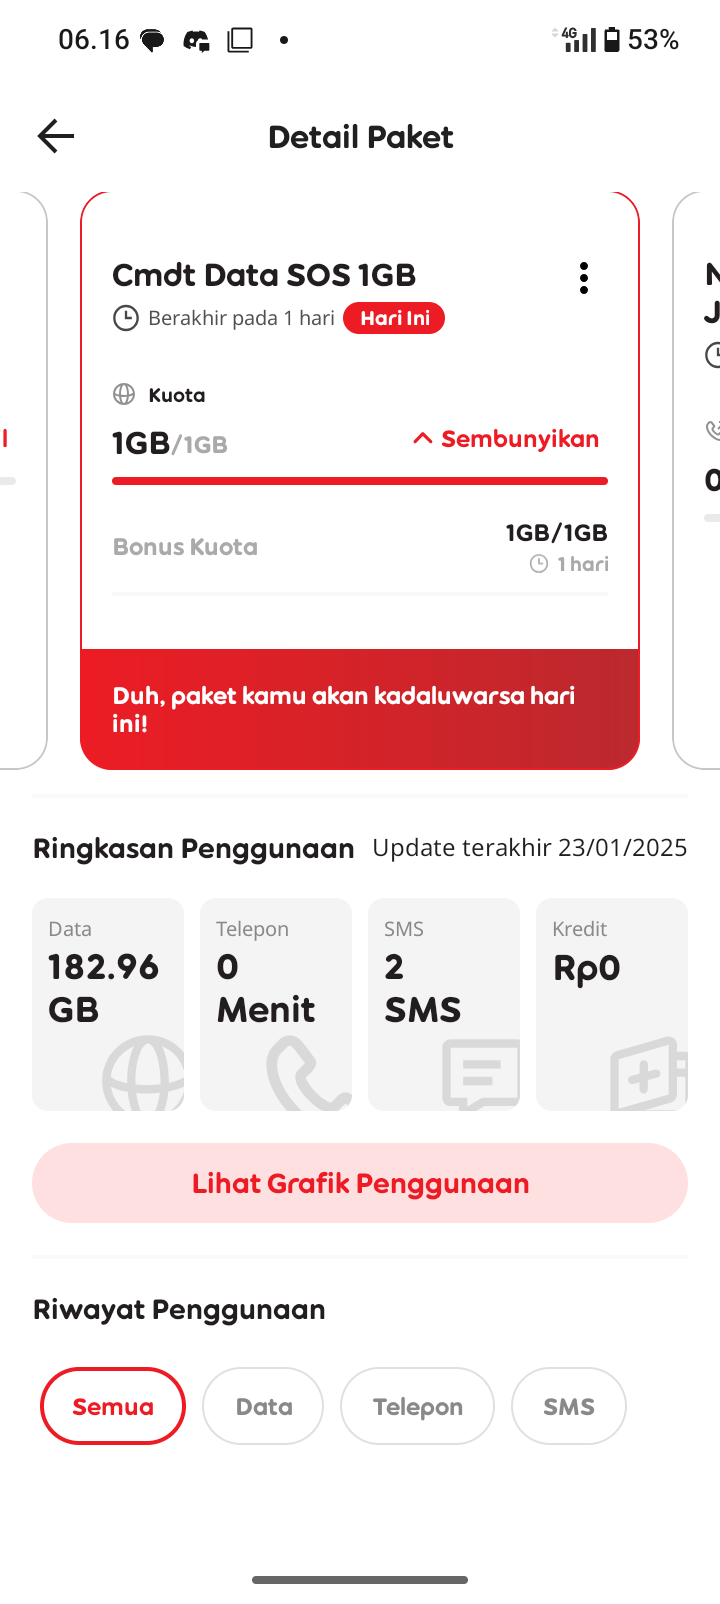 06.16
4G
53%
Detail Paket
Cmdt Data SOS 1GB
Berakhir pada 1 hari Hari Ini
Kuota
1GB/1GB
Sembunyikan
Bonus Kuota
1GB/1GB
1 hari
Duh, paket kamu akan kadaluwarsa hari
ini!
Ringkasan Penggunaan Update terakhir 23/01/2025
Data
182.96
GB
Telepon
0
Menit
SMS
2
SMS
Kredit
Rp0
Lihat Grafik Penggunaan
Riwayat Penggunaan
Semua Data Telepon SMS